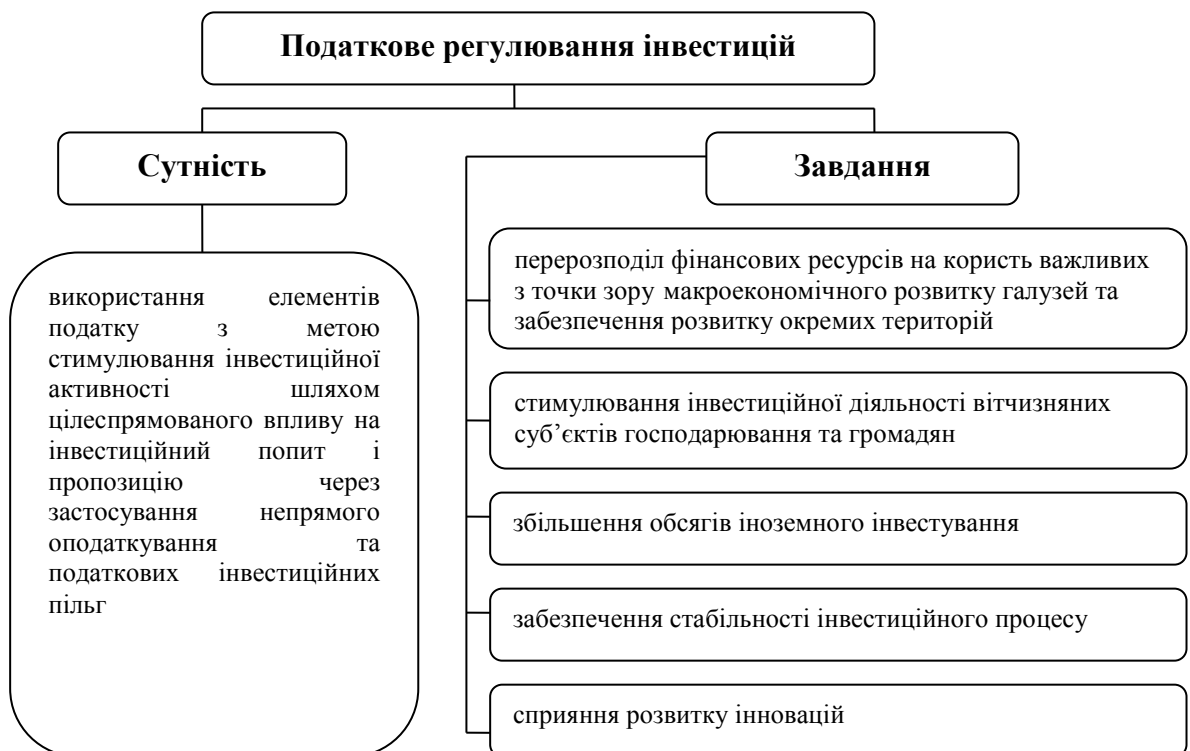 Податкове регулювання інвестицій
Сутність
Завдання
використання елементів
податку з метою
стимулювання інвестиційної
активності шляхом
цілеспрямованого впливу на
інвестиційний попит і
пропозицію через
застосування непрямого
оподаткування та
податкових інвестиційних
пільг
перерозподіл фінансових ресурсів на користь важливих
з точки зору макроекономічного розвитку галузей та
забезпечення розвитку окремих територій
стимулювання інвестиційної діяльності вітчизняних
суб’єктів господарювання та громадян
збільшення обсягів іноземного інвестування
забезпечення стабільності інвестиційного процесу
сприяння розвитку інновацій